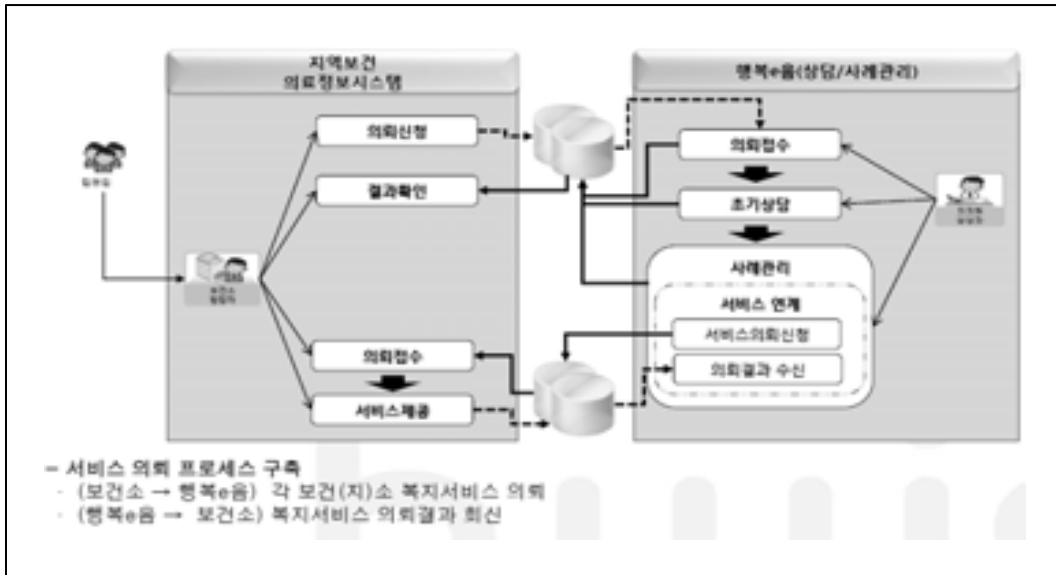 지역보건
의료정보시스템
행복e음(상담/사례관리)
의뢰신청
결과확인
의뢰접수
초기상담
사례관리
서비스 연계
서비스의뢰신청
의뢰결과 수신
보건소
의뢰접수
서비스제공
- 서비스 의뢰 프로세스 구축
· (보건소 → 행복e음) 각 보건(지)소 복지서비스 의뢰
· (행복e음 → 보건소) 복지서비스 의뢰결과 회신